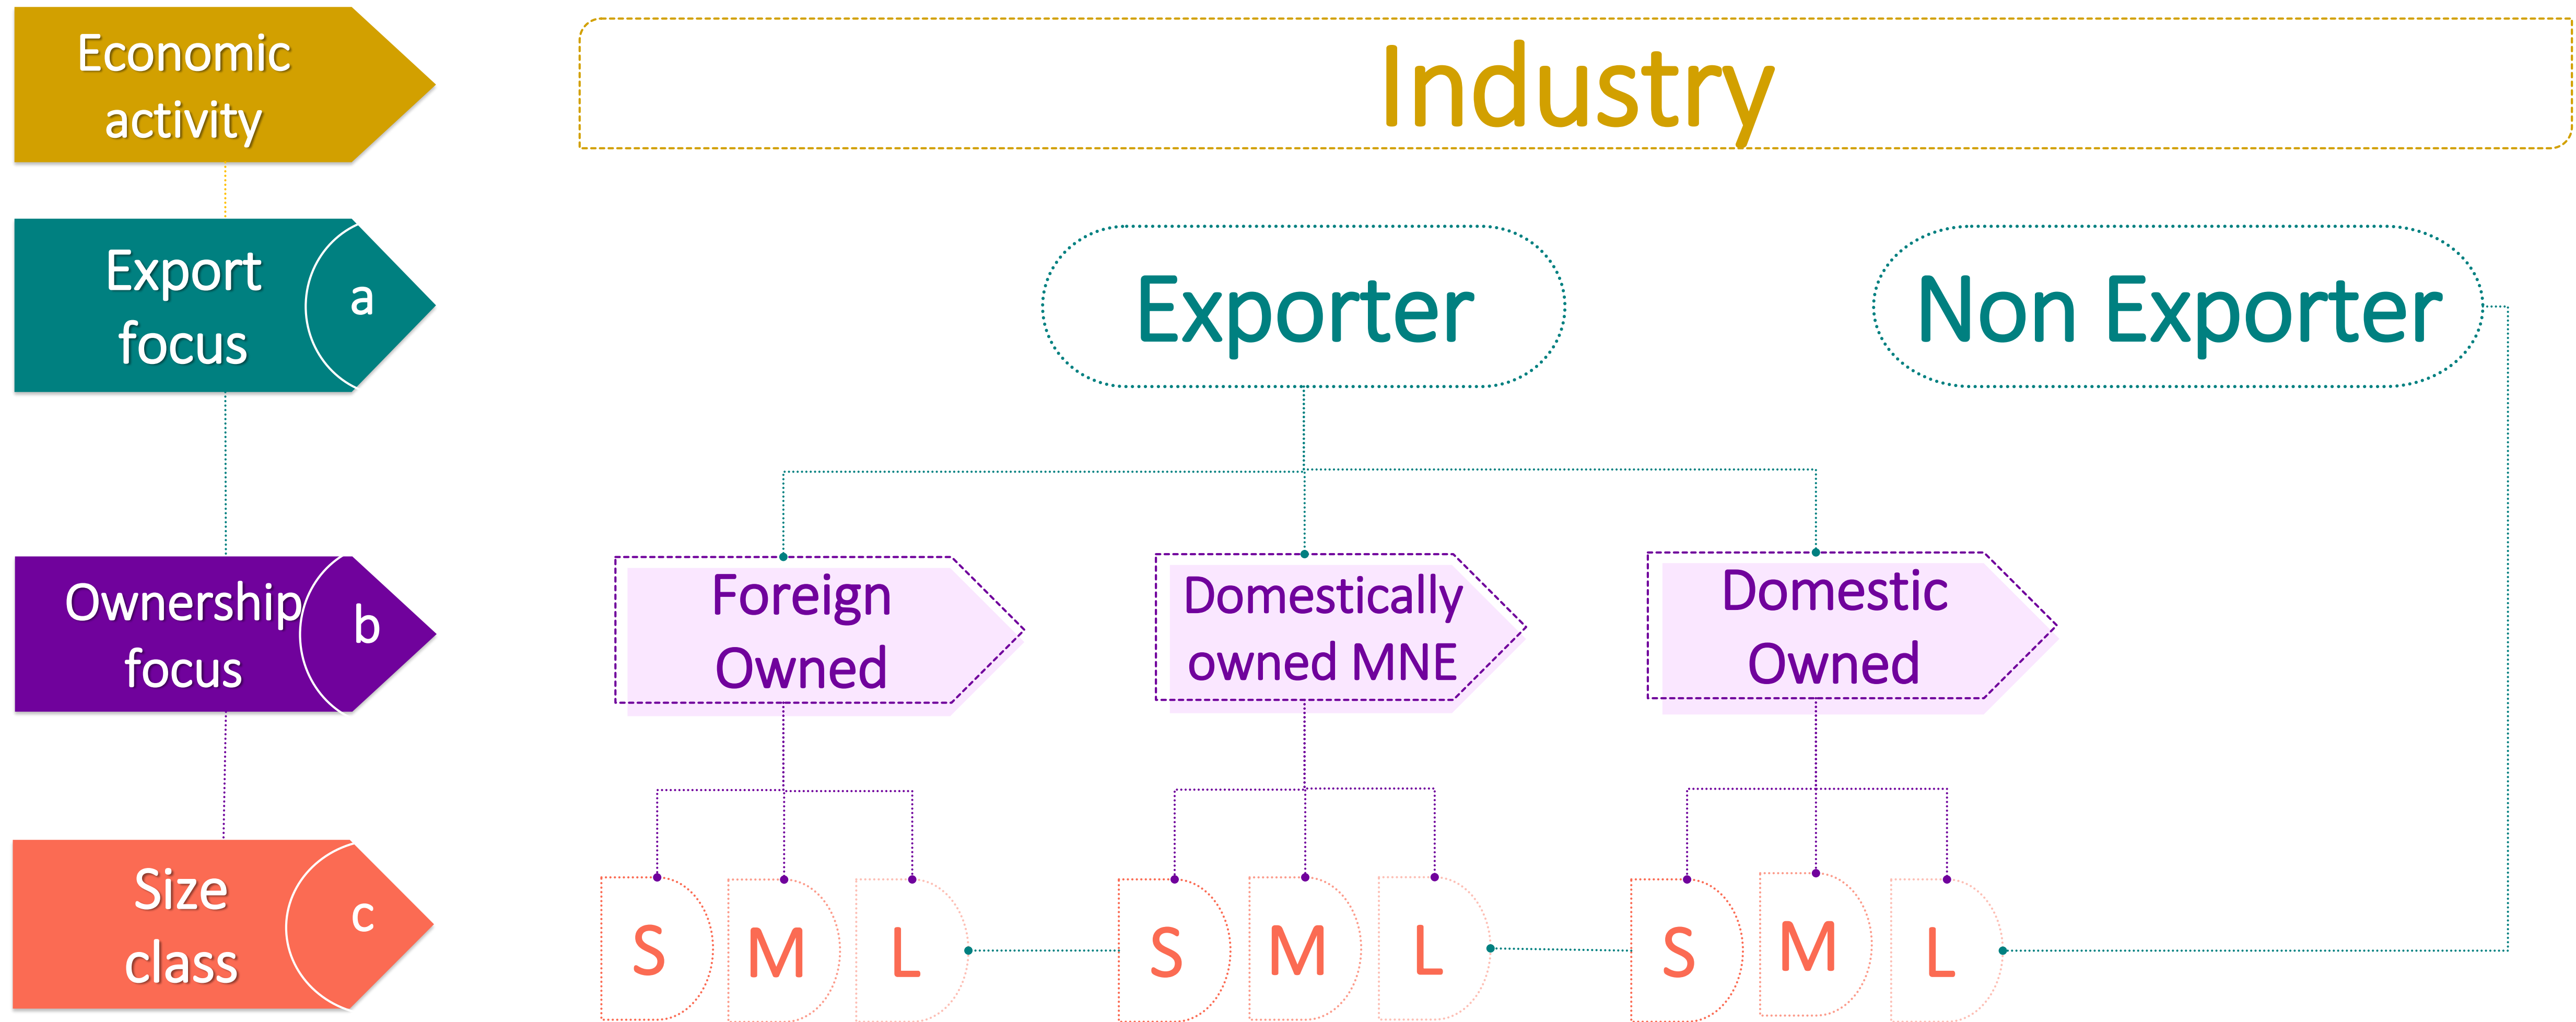 Economic
activity
Industry
Export
focus
a
Exporter
Non Exporter
Ownership
focus
b
Foreign
Owned
Domestically
owned MNE
Domestic
Owned
Size
class
c
S
M
L
S
M
L
S
M
L